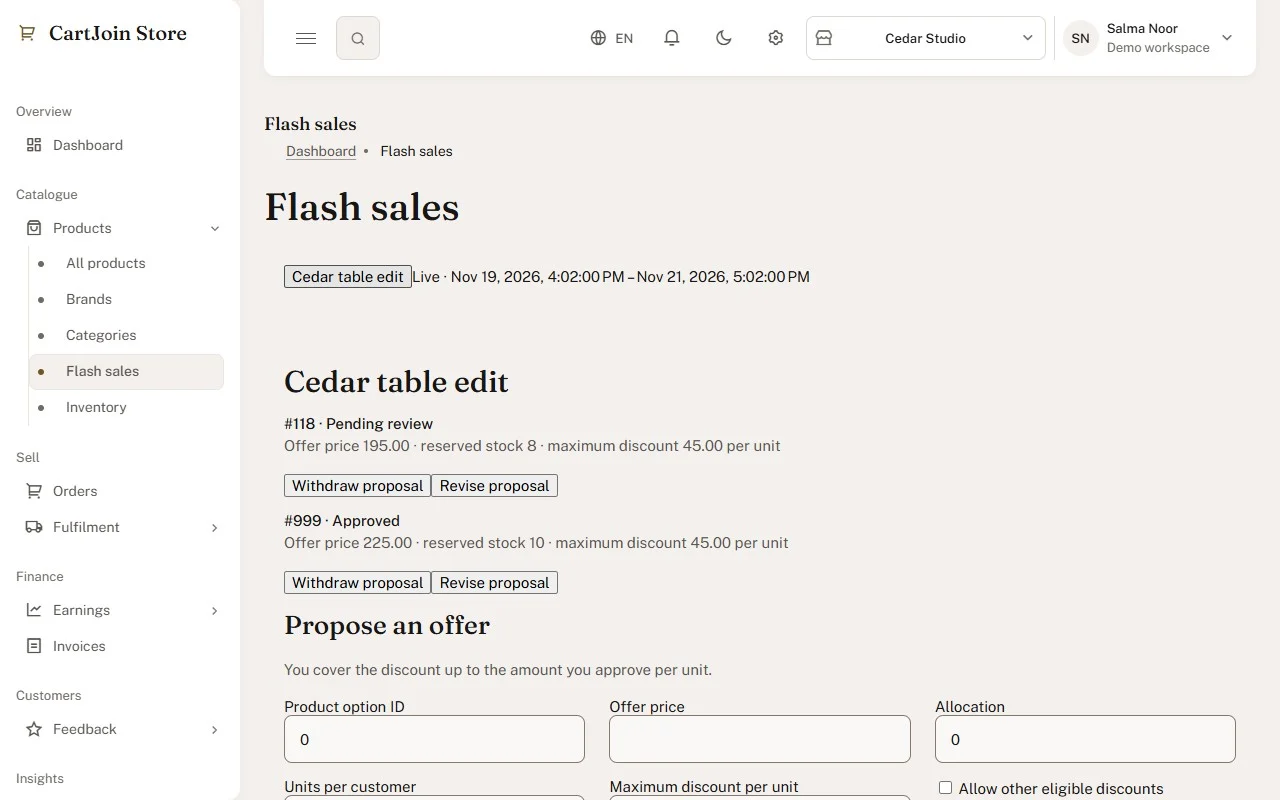 CartJoin Store
EN
Cedar Studio
SN
Salma Noor
Demo workspace
Overview
Dashboard
Catalogue
Products
All products
Brands
Categories
Flash sales
Inventory
Sell
Orders
Fulfilment
Finance
Earnings
Invoices
Customers
Feedback
Insights
Flash sales
Dashboard • Flash sales
Flash sales
Cedar table edit Live · Nov 19, 2026, 4:02:00 PM – Nov 21, 2026, 5:02:00 PM
Cedar table edit
#118 · Pending review
Offer price 195.00 · reserved stock 8 · maximum discount 45.00 per unit
Withdraw proposal Revise proposal
#999 · Approved
Offer price 225.00 · reserved stock 10 · maximum discount 45.00 per unit
Withdraw proposal Revise proposal
Propose an offer
You cover the discount up to the amount you approve per unit.
Product option ID Offer price Allocation
0 0
Units per customer Maximum discount per unit Allow other eligible discounts